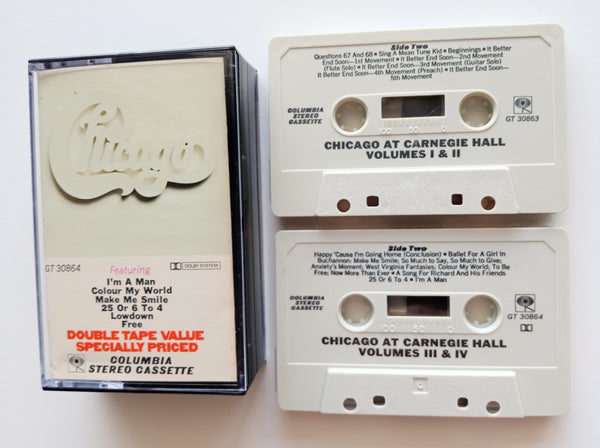 Chicago
GT 30864
Featuring
DOLBY SYSTEM
I'm A Man
Colour My World
Make Me Smile
25 Or 6 To 4
Lowdown
Free
DOUBLE TAPE VALUE
SPECIALLY PRICED
COLUMBIA
STEREO CASSETTE
Side Two
Questions 67 And 68 • Sing A Mean Tune Kid • Beginnings • It Better
End Soon—1st Movement • It Better End Soon—2nd Movement
(Flute Solo) • It Better End Soon—3rd Movement (Guitar Solo)
It Better End Soon—4th Movement (Preach) • It Better End Soon—
5th Movement
COLUMBIA
STEREO
CASSETTE
100 50 0
GT 30863
CHICAGO AT CARNEGIE HALL
VOLUMES I & II
Side Two
Happy 'Cause I'm Going Home (Conclusion) • Ballet For A Girl In
Buchannon: Make Me Smile; So Much to Say, So Much to Give;
Anxiety's Moment; West Virginia Fantasies; Colour My World; To Be
Free; Now More Than Ever • A Song For Richard And His Friends
25 Or 6 To 4 • I'm A Man
COLUMBIA
STEREO
CASSETTE
100 50 0
GT 30864
CHICAGO AT CARNEGIE HALL
VOLUMES III & IV